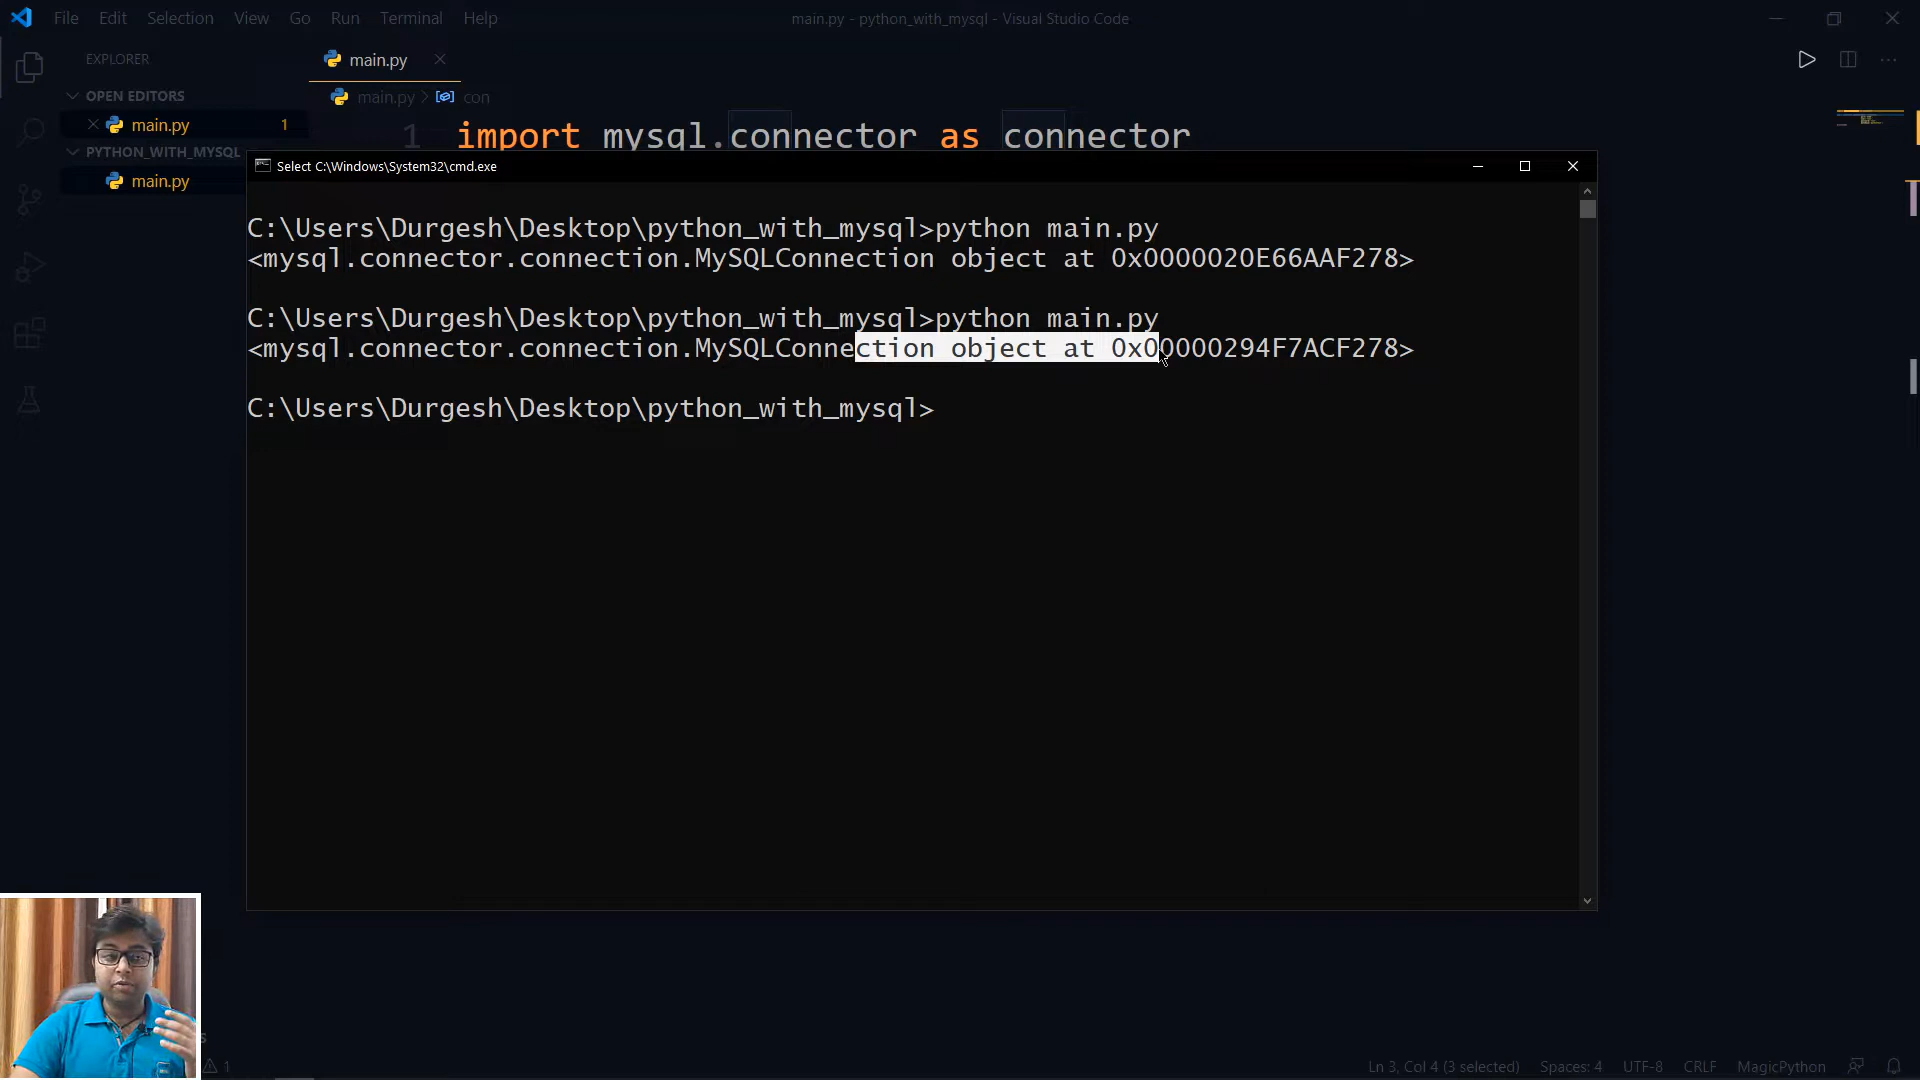 File Edit Selection View Go Run Terminal Help
main.py - python_with_mysql - Visual Studio Code
EXPLORER
OPEN EDITORS
main.py 1
PYTHON_WITH_MYSQL
main.py
main.py
main.py > con
1 import mysql.connector as connector
Select C:\Windows\System32\cmd.exe
C:\Users\Durgesh\Desktop\python_with_mysql>python main.py
<mysql.connector.connection.MySQLConnection object at 0x0000020E66AAF278>
C:\Users\Durgesh\Desktop\python_with_mysql>python main.py
<mysql.connector.connection.MySQLConnection object at 0x00000294F7ACF278>
C:\Users\Durgesh\Desktop\python_with_mysql>
1
Ln 3, Col 4 (3 selected) Spaces: 4 UTF-8 CRLF MagicPython